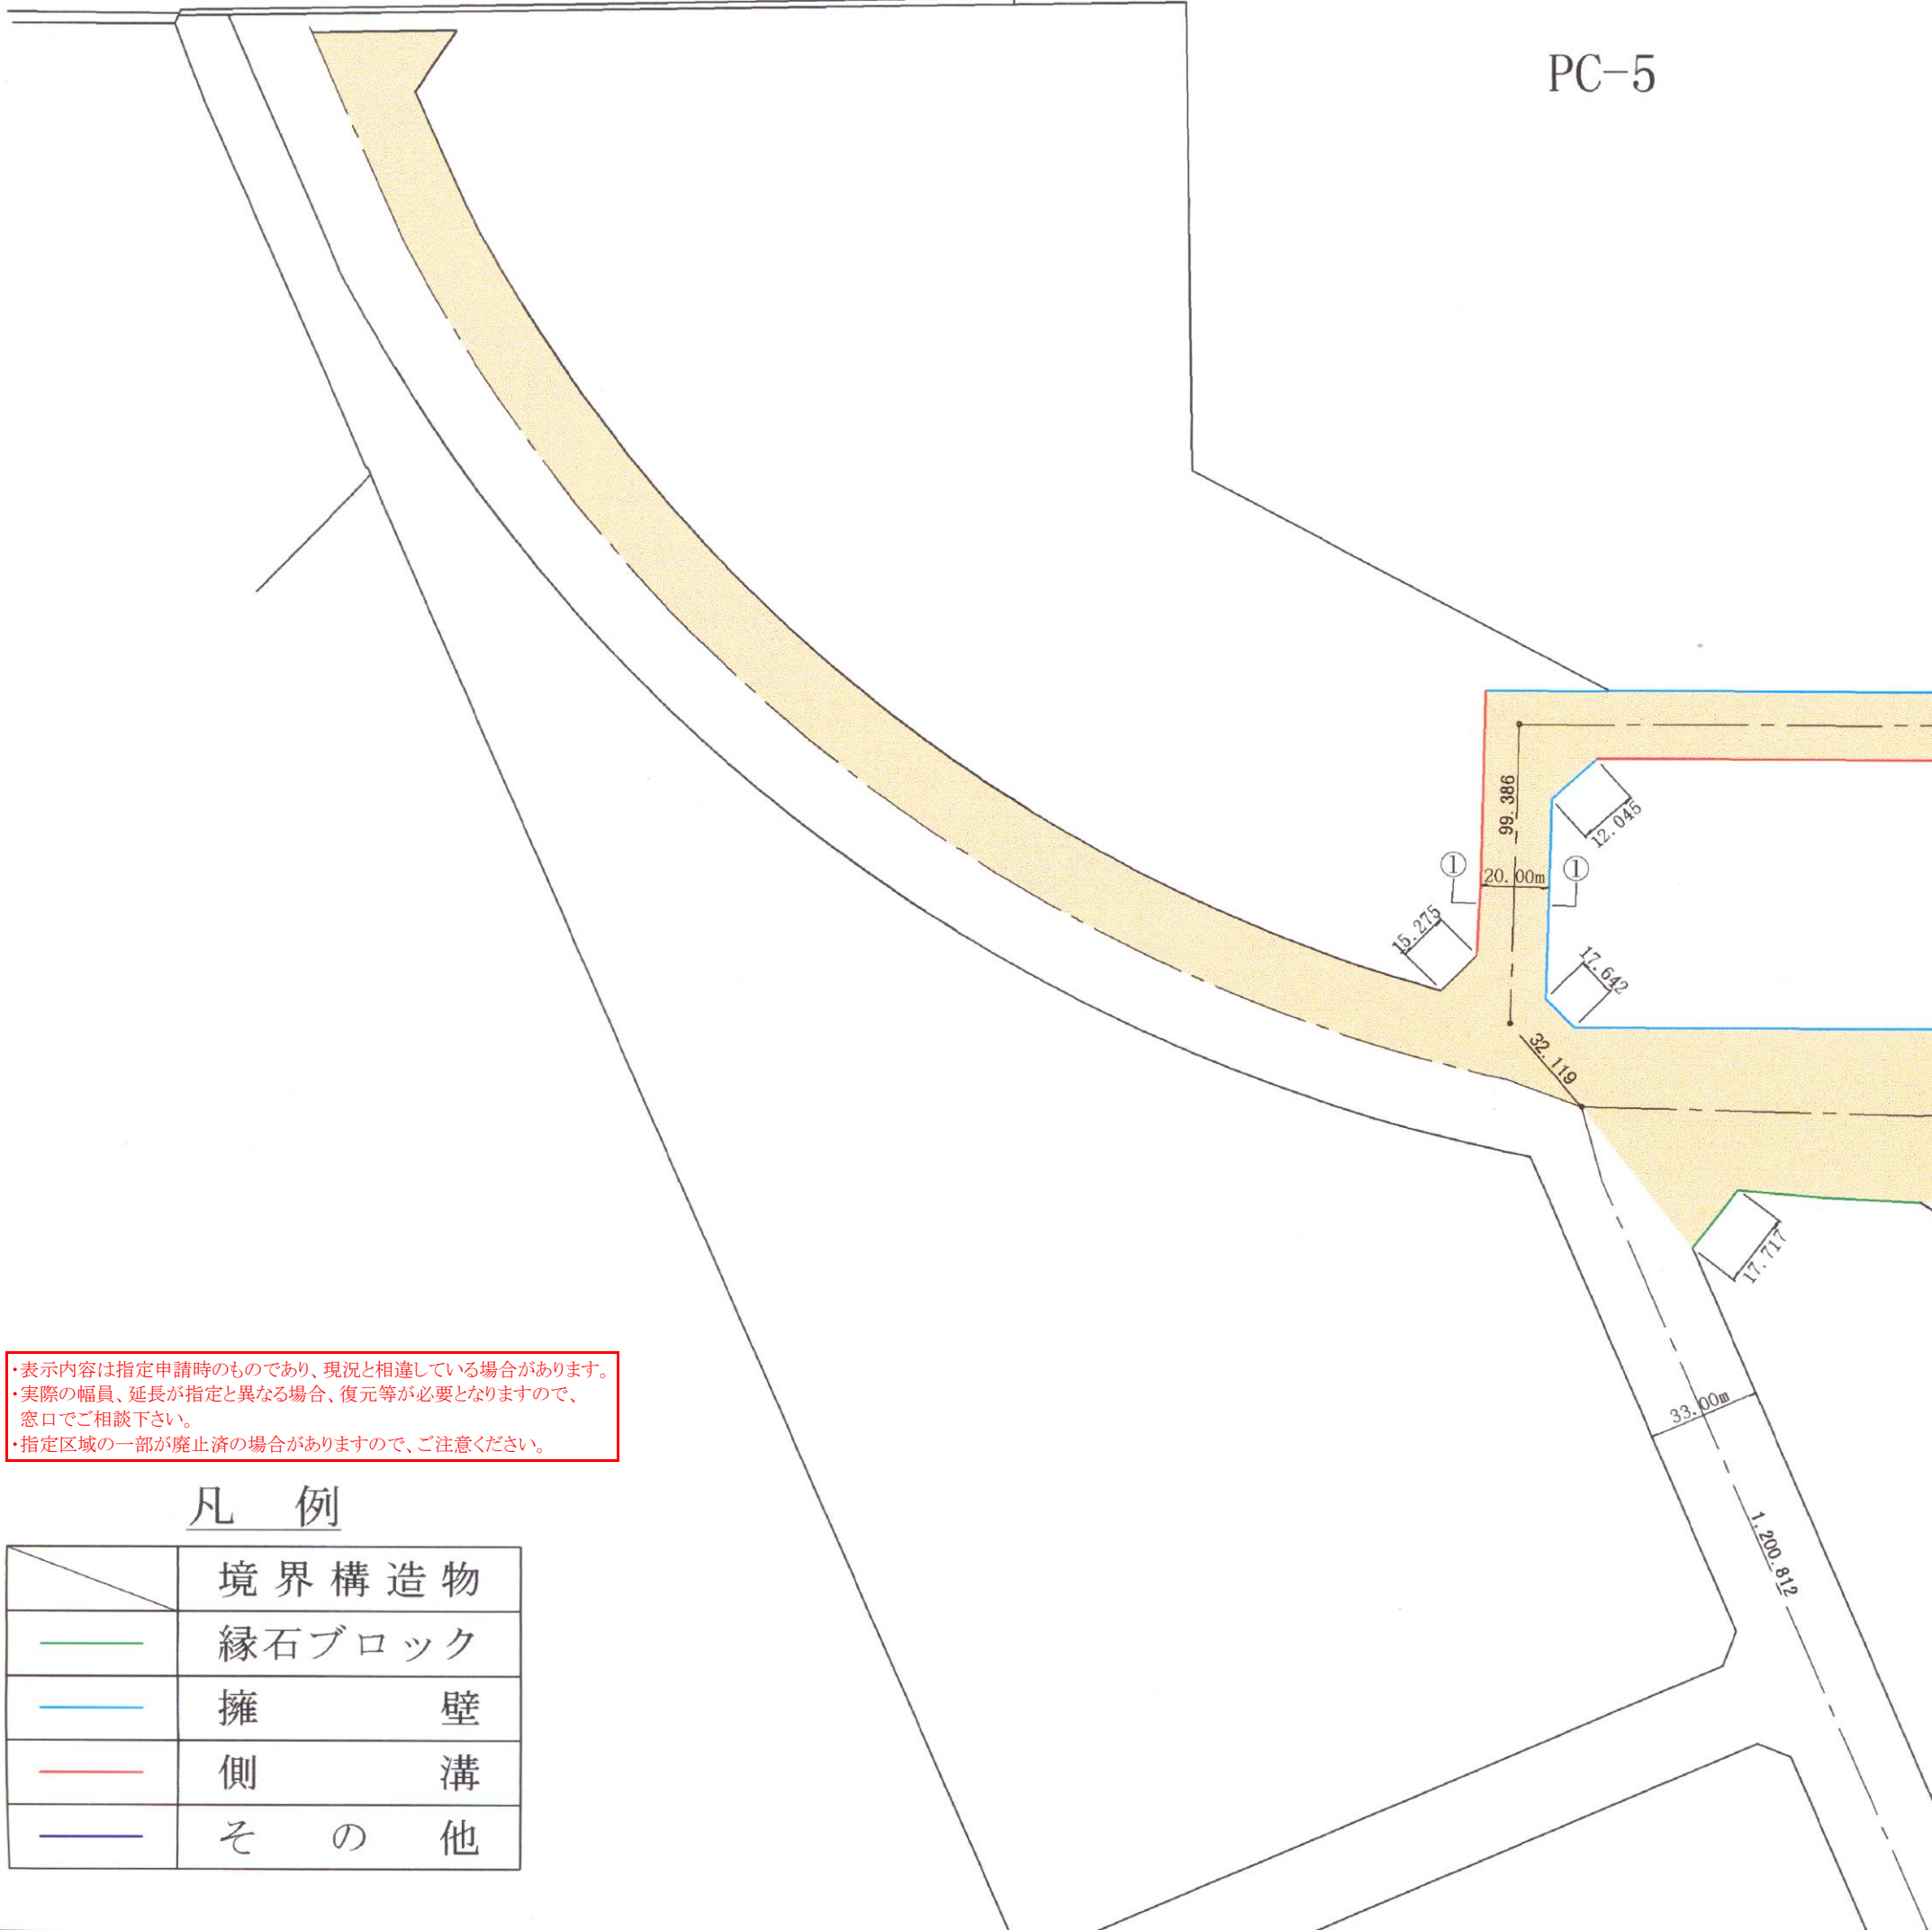 PC-5
99.386
12.045
①
20.00m
①
15.275
17.642
32.119
17.717
33.00m
1,200.812
・表示内容は指定申請時のものであり、現況と相違している場合があります。
・実際の幅員、延長が指定と異なる場合、復元等が必要となりますので、
窓口でご相談下さい。
・指定区域の一部が廃止済の場合がありますので、ご注意ください。
凡 例
境界構造物
縁石ブロック
擁 壁
側 溝
そ の 他